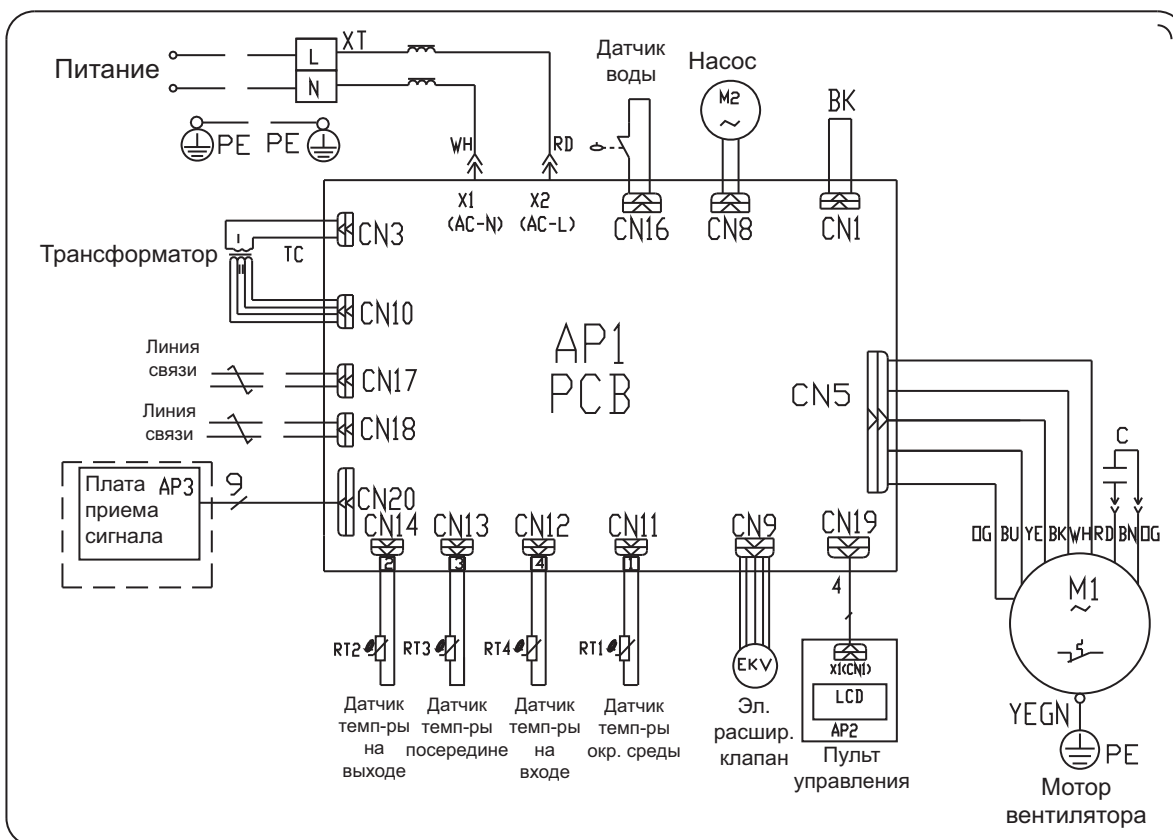 Питание
L
XT
N
PE
PE
Датчик
воды
Насос
M2
~
BK
WH
RD
X1
(AC-N)
X2
(AC-L)
CN16
CN8
CN1
Трансформатор
I
II
TC
CN3
CN10
Линия
связи
CN17
Линия
связи
CN18
AP1
PCB
CN5
C
Плата AP3
приема
сигнала
9
CN20
CN14
CN13
CN12
CN11
CN9
CN19
2
3
4
1
4
OG BU YE BK WH RD BN OG
M1
~
RT2
RT3
RT4
RT1
EKV
X1(CN1)
LCD
AP2
Датчик
темп-ры
на
выходе
Датчик
темп-ры
посередине
Датчик
темп-ры
на
входе
Датчик
темп-ры
окр. среды
Эл.
расшир.
клапан
Пульт
управления
YEGN
PE
Мотор
вентилятора